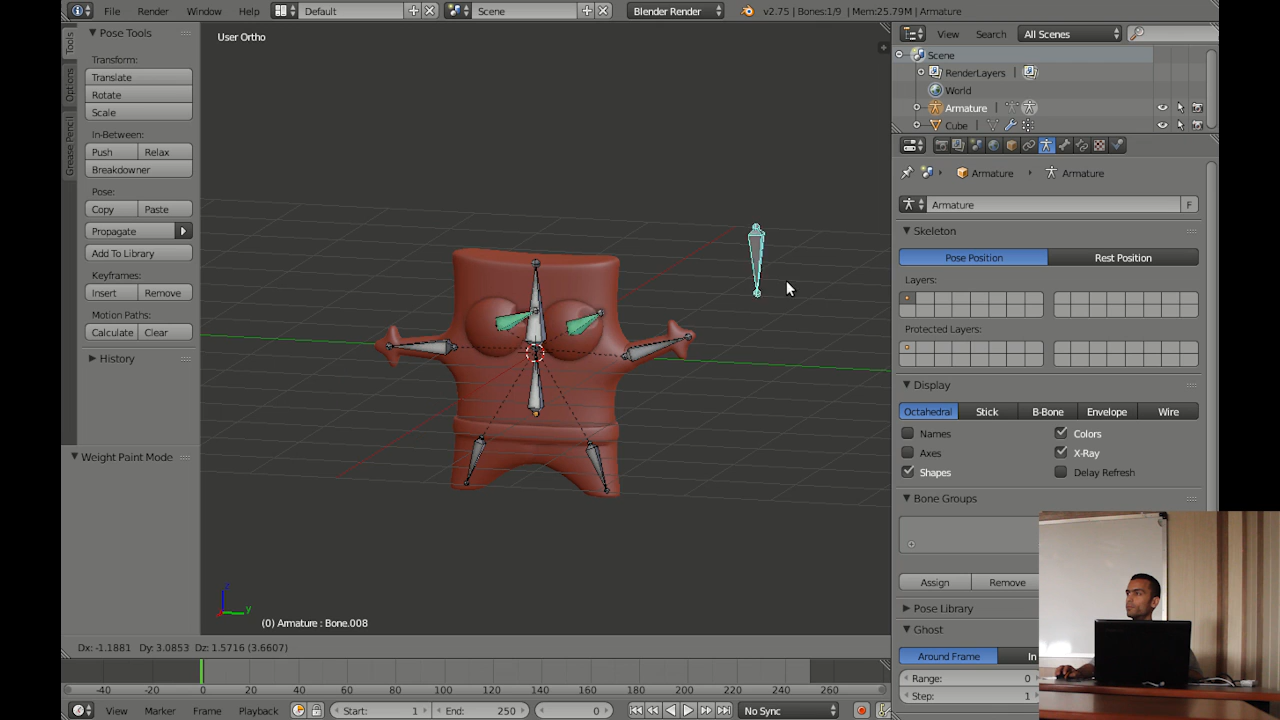 File Render Window Help Default Scene Blender Render v2.75 | Bones:1/9 | Mem:25.79M | Armature
Tools
Options
Grease Pencil
Pose Tools
Transform:
Translate
Rotate
Scale
In-Between:
Push Relax
Breakdowner
Pose:
Copy Paste
Propagate
Add To Library
Keyframes:
Insert Remove
Motion Paths:
Calculate Clear
History
Weight Paint Mode
User Ortho
z
y
(0) Armature : Bone.008
Dx: -1.1881 Dy: 3.0853 Dz: 1.5716 (3.6607)
-40 -20 0 20 40 60 80 100 120 140 160 180 200 220 240 260
View Marker Frame Playback Start: 1 End: 250 0 No Sync
View Search All Scenes
Scene
RenderLayers
World
Armature
Cube
Armature Armature
Armature F
Skeleton
Pose Position Rest Position
Layers:
Protected Layers:
Display
Octahedral Stick B-Bone Envelope Wire
Names Colors
Axes X-Ray
Shapes Delay Refresh
Bone Groups
Assign Remove
Pose Library
Ghost
Around Frame In
Range: 0
Step: 1